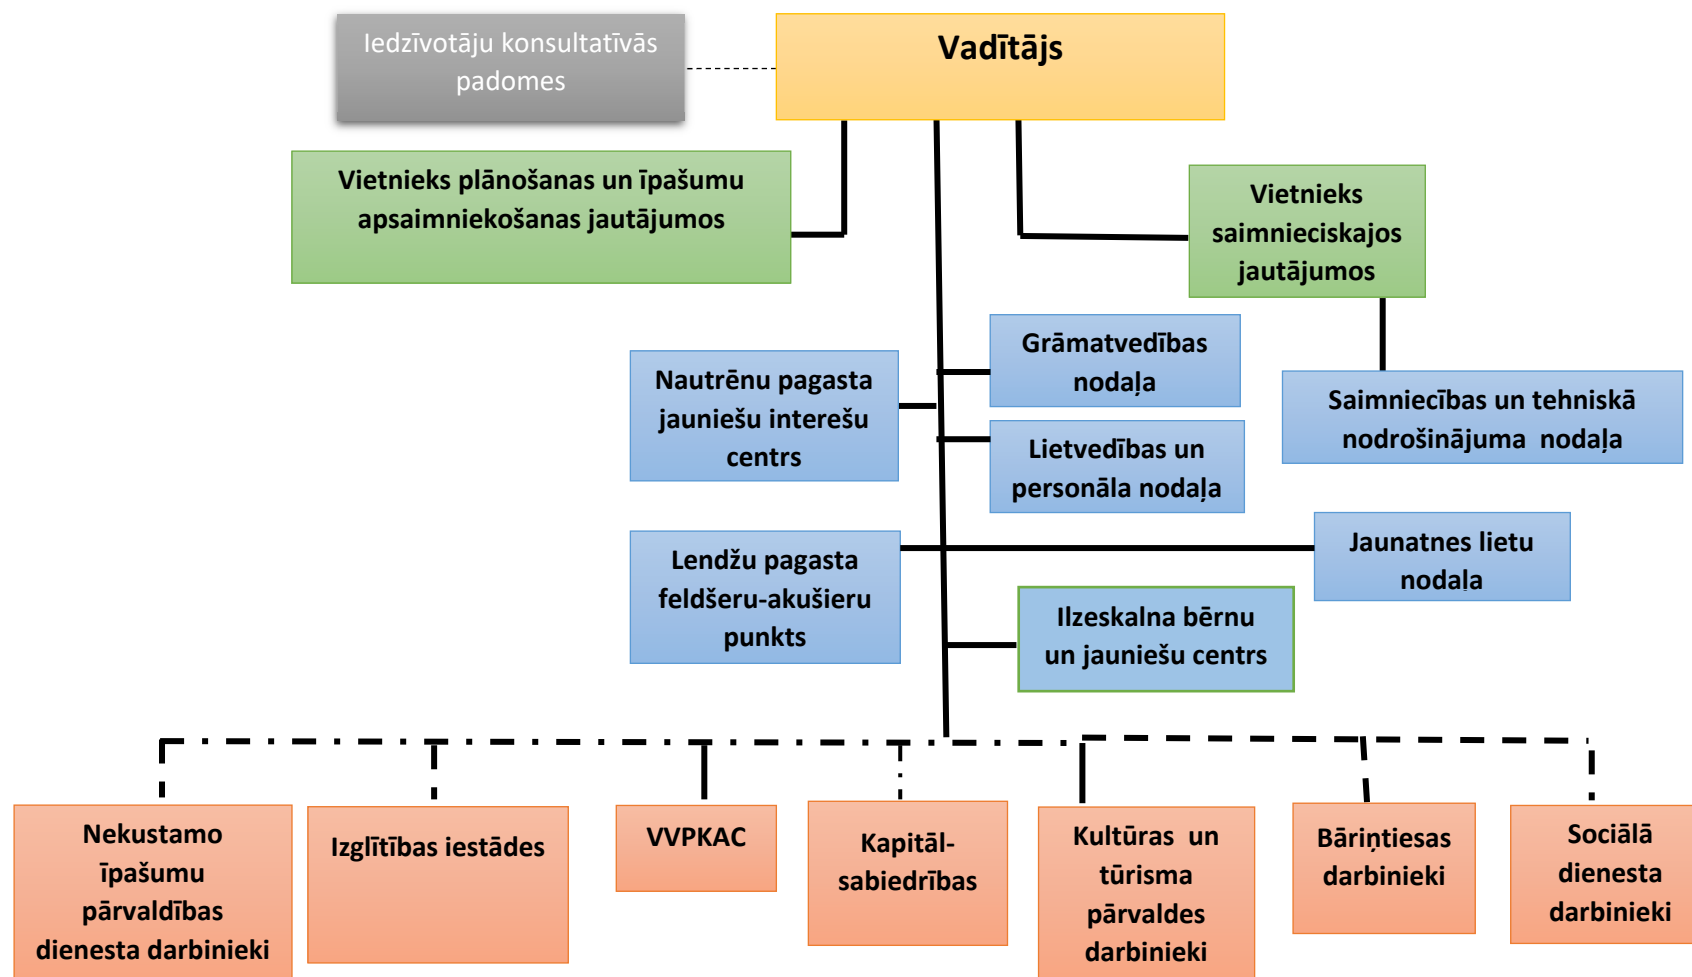 Iedzīvotāju konsultatīvās
padomes
Vadītājs
Vietnieks plānošanas un īpašumu
apsaimniekošanas jautājumos
Vietnieks
saimnieciskajos
jautājumos
Grāmatvedības
nodaļa
Nautrēnu pagasta
jauniešu interešu
centrs
Saimniecības un tehniskā
nodrošinājuma nodaļa
Lietvedības un
personāla nodaļa
Lendžu pagasta
feldšeru-akušieru
punkts
Jaunatnes lietu
nodaļa
Ilzeskalna bērnu
un jauniešu centrs
Nekustamo
īpašumu
pārvaldības
dienesta darbinieki
Izglītības iestādes
VVPKAC
Kapitāl-
sabiedrības
Kultūras un
tūrisma
pārvaldes
darbinieki
Bāriņtiesas
darbinieki
Sociālā
dienesta
darbinieki